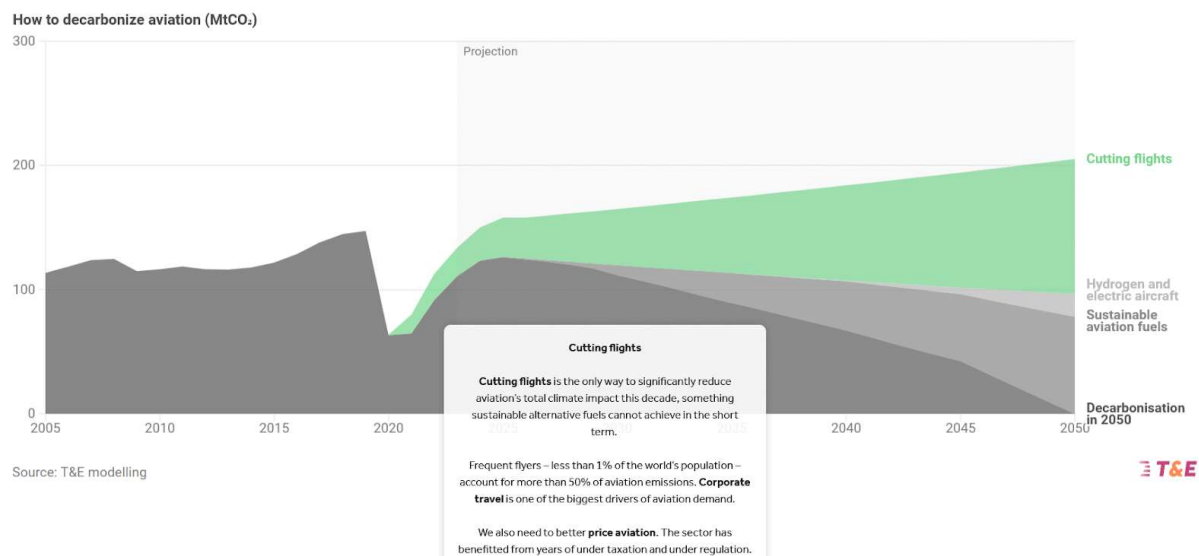 How to decarbonize aviation (MtCO₂)
300
Projection
200
Cutting flights
100
Hydrogen and
electric aircraft
Sustainable
aviation fuels
0
Decarbonisation
in 2050
2005
2010
2015
2020
2025
2035
2040
2045
2050
Cutting flights
Cutting flights is the only way to significantly reduce
aviation's total climate impact this decade, something
sustainable alternative fuels cannot achieve in the short
term.
Frequent flyers – less than 1% of the world's population –
account for more than 50% of aviation emissions. Corporate
travel is one of the biggest drivers of aviation demand.
We also need to better price aviation. The sector has
benefitted from years of under taxation and under regulation.
Source: T&E modelling
T&E